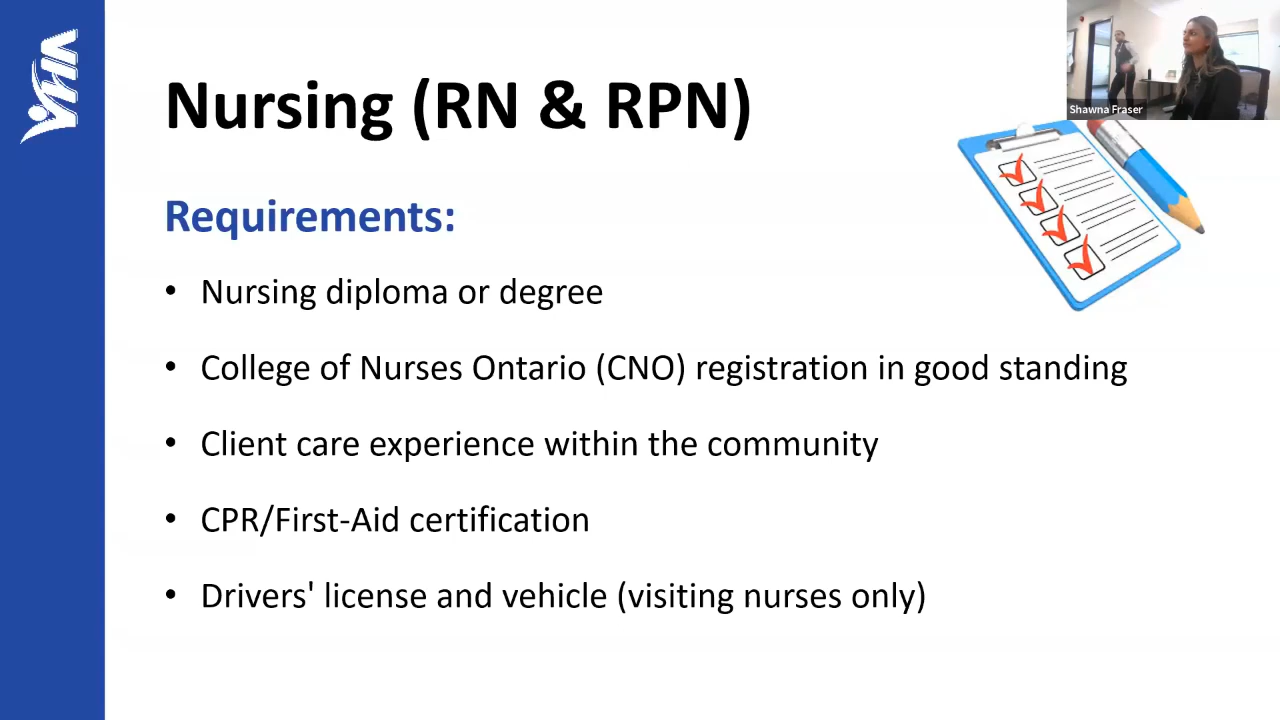 VHA
Nursing (RN & RPN)
Shawna Fraser
Requirements:
• Nursing diploma or degree
• College of Nurses Ontario (CNO) registration in good standing
• Client care experience within the community
• CPR/First-Aid certification
• Drivers' license and vehicle (visiting nurses only)